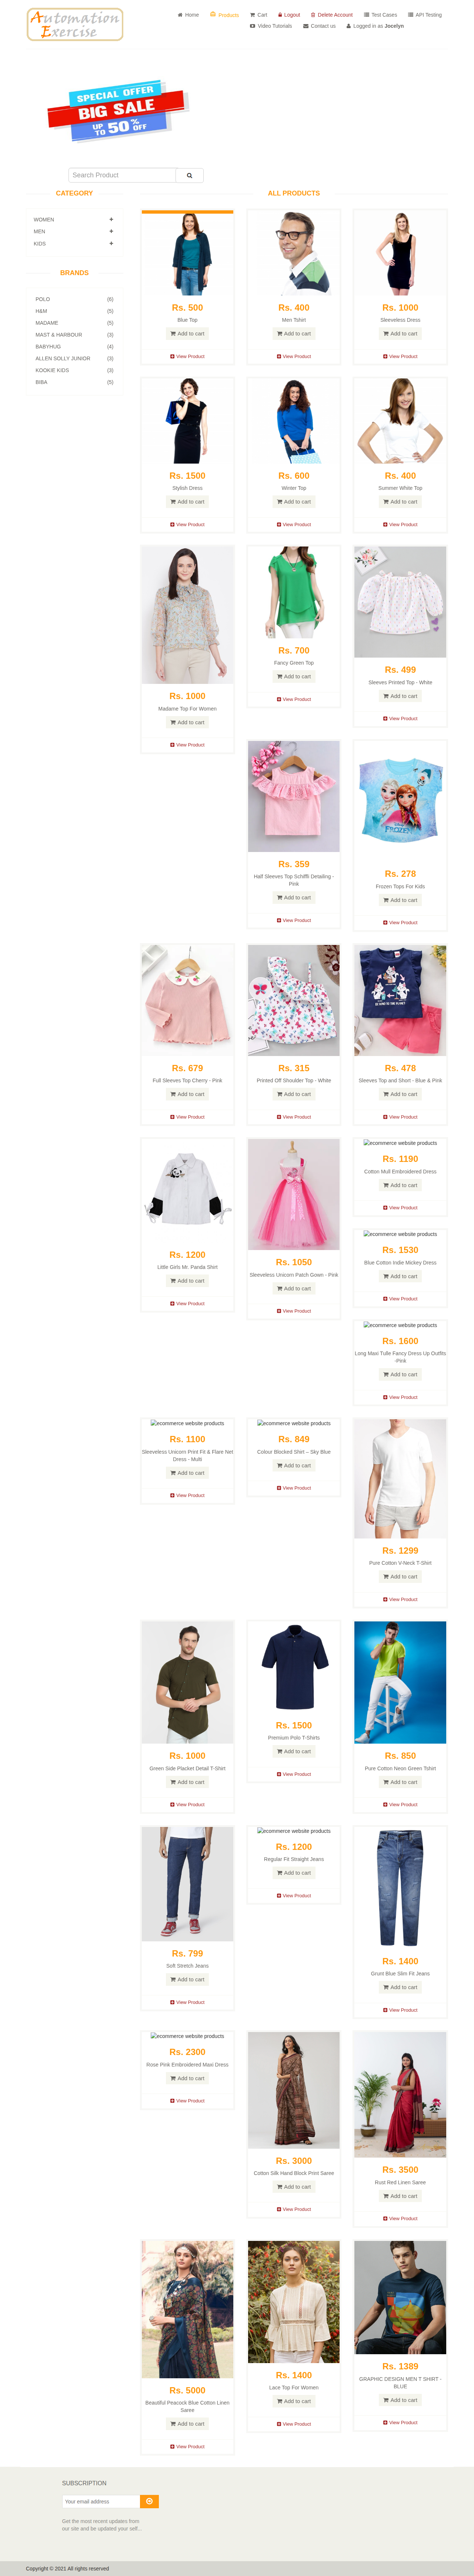 Automation
Exercise
Home Products Cart Logout Delete Account Test Cases API Testing
Video Tutorials Contact us Logged in as Jocelyn
SPECIAL OFFER
BIG SALE
UP TO 50% OFF
Search Product
CATEGORY
WOMEN
MEN
KIDS
BRANDS
POLO (6)
H&M (5)
MADAME (5)
MAST & HARBOUR (3)
BABYHUG (4)
ALLEN SOLLY JUNIOR (3)
KOOKIE KIDS (3)
BIBA (5)
ALL PRODUCTS
Rs. 500
Blue Top
Add to cart
View Product
Rs. 400
Men Tshirt
Add to cart
View Product
Rs. 1000
Sleeveless Dress
Add to cart
View Product
Rs. 1500
Stylish Dress
Add to cart
View Product
Rs. 600
Winter Top
Add to cart
View Product
Rs. 400
Summer White Top
Add to cart
View Product
Rs. 1000
Madame Top For Women
Add to cart
View Product
Rs. 700
Fancy Green Top
Add to cart
View Product
Rs. 499
Sleeves Printed Top - White
Add to cart
View Product
Rs. 359
Half Sleeves Top Schiffli Detailing -
Pink
Add to cart
View Product
FROZEN
Rs. 278
Frozen Tops For Kids
Add to cart
View Product
Rs. 679
Full Sleeves Top Cherry - Pink
Add to cart
View Product
Rs. 315
Printed Off Shoulder Top - White
Add to cart
View Product
Rs. 478
Sleeves Top and Short - Blue & Pink
Add to cart
View Product
Rs. 1200
Little Girls Mr. Panda Shirt
Add to cart
View Product
Rs. 1050
Sleeveless Unicorn Patch Gown - Pink
Add to cart
View Product
ecommerce website products
Rs. 1190
Cotton Mull Embroidered Dress
Add to cart
View Product
ecommerce website products
Rs. 1530
Blue Cotton Indie Mickey Dress
Add to cart
View Product
ecommerce website products
Rs. 1600
Long Maxi Tulle Fancy Dress Up Outfits
-Pink
Add to cart
View Product
ecommerce website products
Rs. 1100
Sleeveless Unicorn Print Fit & Flare Net
Dress - Multi
Add to cart
View Product
ecommerce website products
Rs. 849
Colour Blocked Shirt – Sky Blue
Add to cart
View Product
Rs. 1299
Pure Cotton V-Neck T-Shirt
Add to cart
View Product
Rs. 1000
Green Side Placket Detail T-Shirt
Add to cart
View Product
Rs. 1500
Premium Polo T-Shirts
Add to cart
View Product
Rs. 850
Pure Cotton Neon Green Tshirt
Add to cart
View Product
Rs. 799
Soft Stretch Jeans
Add to cart
View Product
ecommerce website products
Rs. 1200
Regular Fit Straight Jeans
Add to cart
View Product
Rs. 1400
Grunt Blue Slim Fit Jeans
Add to cart
View Product
ecommerce website products
Rs. 2300
Rose Pink Embroidered Maxi Dress
Add to cart
View Product
Rs. 3000
Cotton Silk Hand Block Print Saree
Add to cart
View Product
Rs. 3500
Rust Red Linen Saree
Add to cart
View Product
Rs. 5000
Beautiful Peacock Blue Cotton Linen
Saree
Add to cart
View Product
Rs. 1400
Lace Top For Women
Add to cart
View Product
Rs. 1389
GRAPHIC DESIGN MEN T SHIRT -
BLUE
Add to cart
View Product
SUBSCRIPTION
Your email address
Get the most recent updates from
our site and be updated your self...
Copyright © 2021 All rights reserved